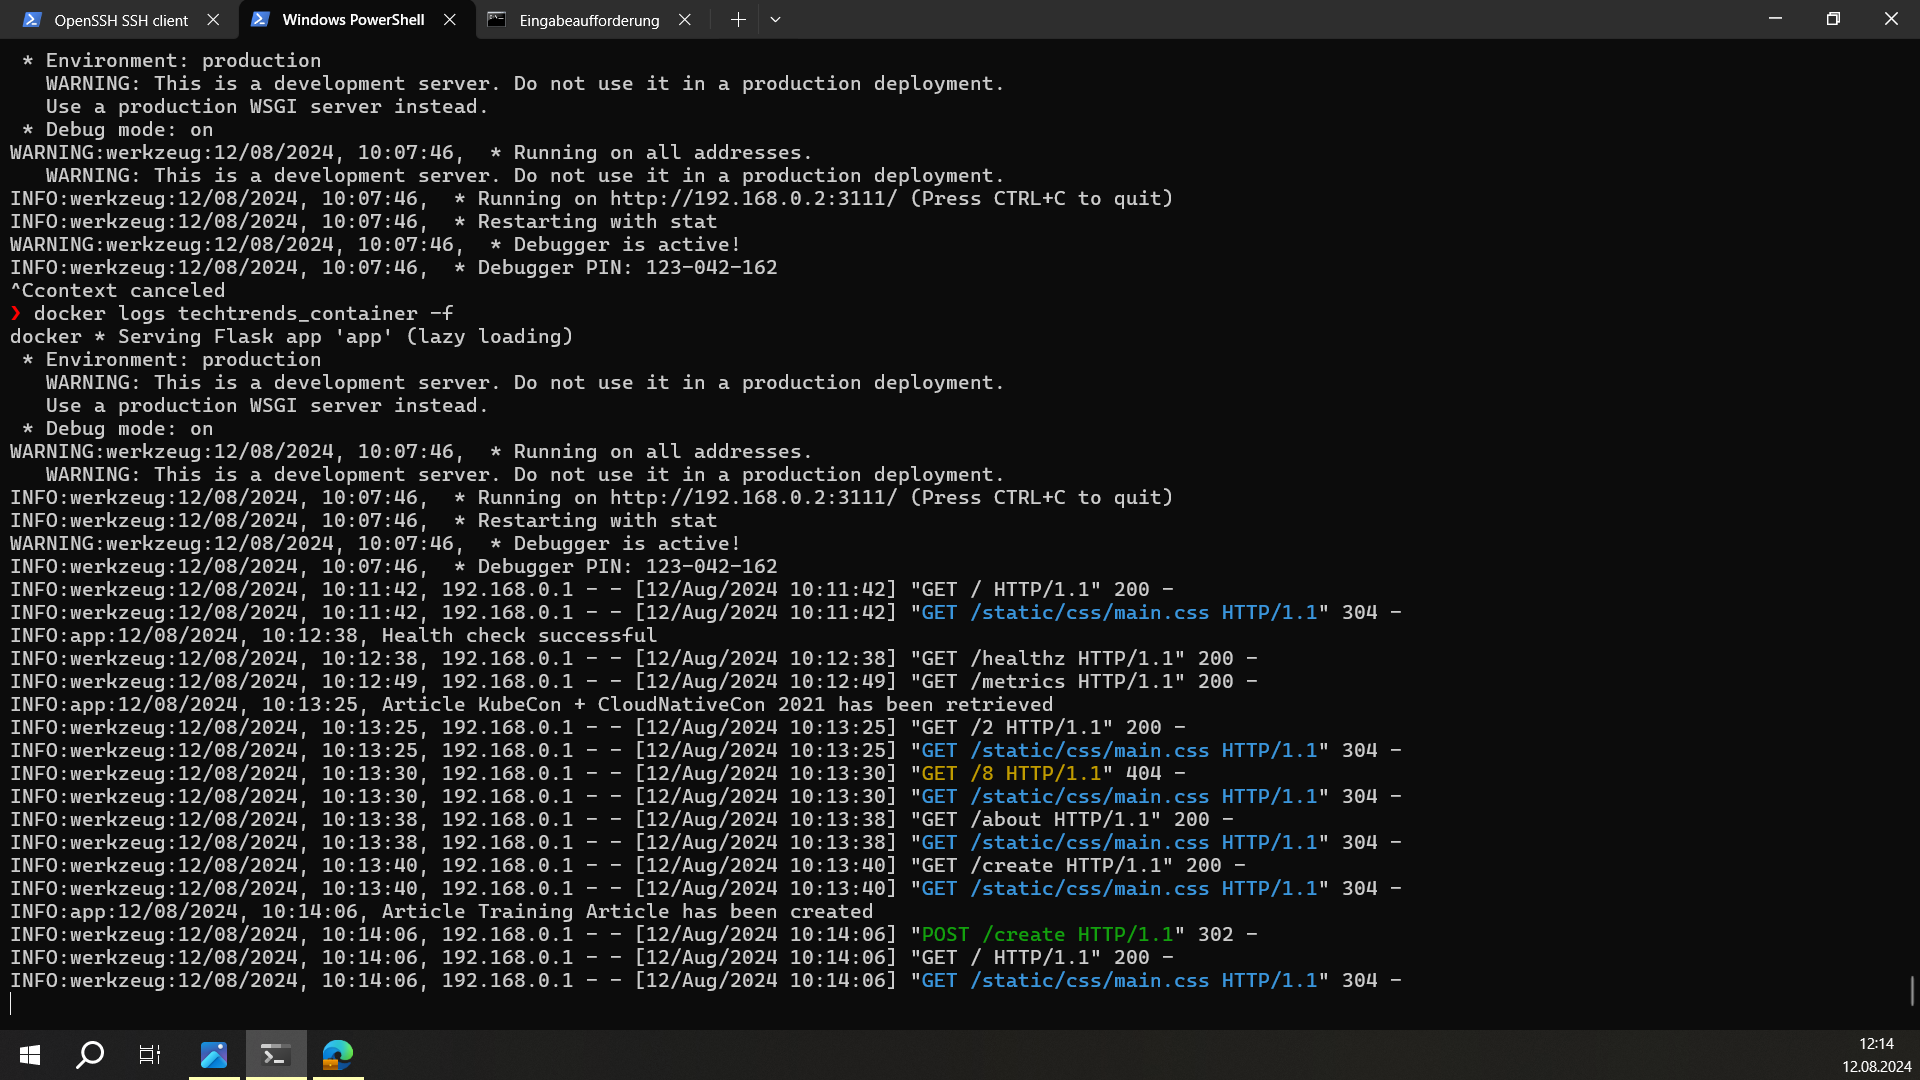 OpenSSH SSH client
Windows PowerShell
Eingabeaufforderung
* Environment: production
WARNING: This is a development server. Do not use it in a production deployment.
Use a production WSGI server instead.
* Debug mode: on
WARNING:werkzeug:12/08/2024, 10:07:46,  * Running on all addresses.
WARNING: This is a development server. Do not use it in a production deployment.
INFO:werkzeug:12/08/2024, 10:07:46,  * Running on http://192.168.0.2:3111/ (Press CTRL+C to quit)
INFO:werkzeug:12/08/2024, 10:07:46,  * Restarting with stat
WARNING:werkzeug:12/08/2024, 10:07:46,  * Debugger is active!
INFO:werkzeug:12/08/2024, 10:07:46,  * Debugger PIN: 123-042-162
^Ccontext canceled
❯ docker logs techtrends_container -f
docker * Serving Flask app 'app' (lazy loading)
* Environment: production
WARNING: This is a development server. Do not use it in a production deployment.
Use a production WSGI server instead.
* Debug mode: on
WARNING:werkzeug:12/08/2024, 10:07:46,  * Running on all addresses.
WARNING: This is a development server. Do not use it in a production deployment.
INFO:werkzeug:12/08/2024, 10:07:46,  * Running on http://192.168.0.2:3111/ (Press CTRL+C to quit)
INFO:werkzeug:12/08/2024, 10:07:46,  * Restarting with stat
WARNING:werkzeug:12/08/2024, 10:07:46,  * Debugger is active!
INFO:werkzeug:12/08/2024, 10:07:46,  * Debugger PIN: 123-042-162
INFO:werkzeug:12/08/2024, 10:11:42, 192.168.0.1 - - [12/Aug/2024 10:11:42] "GET / HTTP/1.1" 200 -
INFO:werkzeug:12/08/2024, 10:11:42, 192.168.0.1 - - [12/Aug/2024 10:11:42] "GET /static/css/main.css HTTP/1.1" 304 -
INFO:app:12/08/2024, 10:12:38, Health check successful
INFO:werkzeug:12/08/2024, 10:12:38, 192.168.0.1 - - [12/Aug/2024 10:12:38] "GET /healthz HTTP/1.1" 200 -
INFO:werkzeug:12/08/2024, 10:12:49, 192.168.0.1 - - [12/Aug/2024 10:12:49] "GET /metrics HTTP/1.1" 200 -
INFO:app:12/08/2024, 10:13:25, Article KubeCon + CloudNativeCon 2021 has been retrieved
INFO:werkzeug:12/08/2024, 10:13:25, 192.168.0.1 - - [12/Aug/2024 10:13:25] "GET /2 HTTP/1.1" 200 -
INFO:werkzeug:12/08/2024, 10:13:25, 192.168.0.1 - - [12/Aug/2024 10:13:25] "GET /static/css/main.css HTTP/1.1" 304 -
INFO:werkzeug:12/08/2024, 10:13:30, 192.168.0.1 - - [12/Aug/2024 10:13:30] "GET /8 HTTP/1.1" 404 -
INFO:werkzeug:12/08/2024, 10:13:30, 192.168.0.1 - - [12/Aug/2024 10:13:30] "GET /static/css/main.css HTTP/1.1" 304 -
INFO:werkzeug:12/08/2024, 10:13:38, 192.168.0.1 - - [12/Aug/2024 10:13:38] "GET /about HTTP/1.1" 200 -
INFO:werkzeug:12/08/2024, 10:13:38, 192.168.0.1 - - [12/Aug/2024 10:13:38] "GET /static/css/main.css HTTP/1.1" 304 -
INFO:werkzeug:12/08/2024, 10:13:40, 192.168.0.1 - - [12/Aug/2024 10:13:40] "GET /create HTTP/1.1" 200 -
INFO:werkzeug:12/08/2024, 10:13:40, 192.168.0.1 - - [12/Aug/2024 10:13:40] "GET /static/css/main.css HTTP/1.1" 304 -
INFO:app:12/08/2024, 10:14:06, Article Training Article has been created
INFO:werkzeug:12/08/2024, 10:14:06, 192.168.0.1 - - [12/Aug/2024 10:14:06] "POST /create HTTP/1.1" 302 -
INFO:werkzeug:12/08/2024, 10:14:06, 192.168.0.1 - - [12/Aug/2024 10:14:06] "GET / HTTP/1.1" 200 -
INFO:werkzeug:12/08/2024, 10:14:06, 192.168.0.1 - - [12/Aug/2024 10:14:06] "GET /static/css/main.css HTTP/1.1" 304 -
12:14
12.08.2024